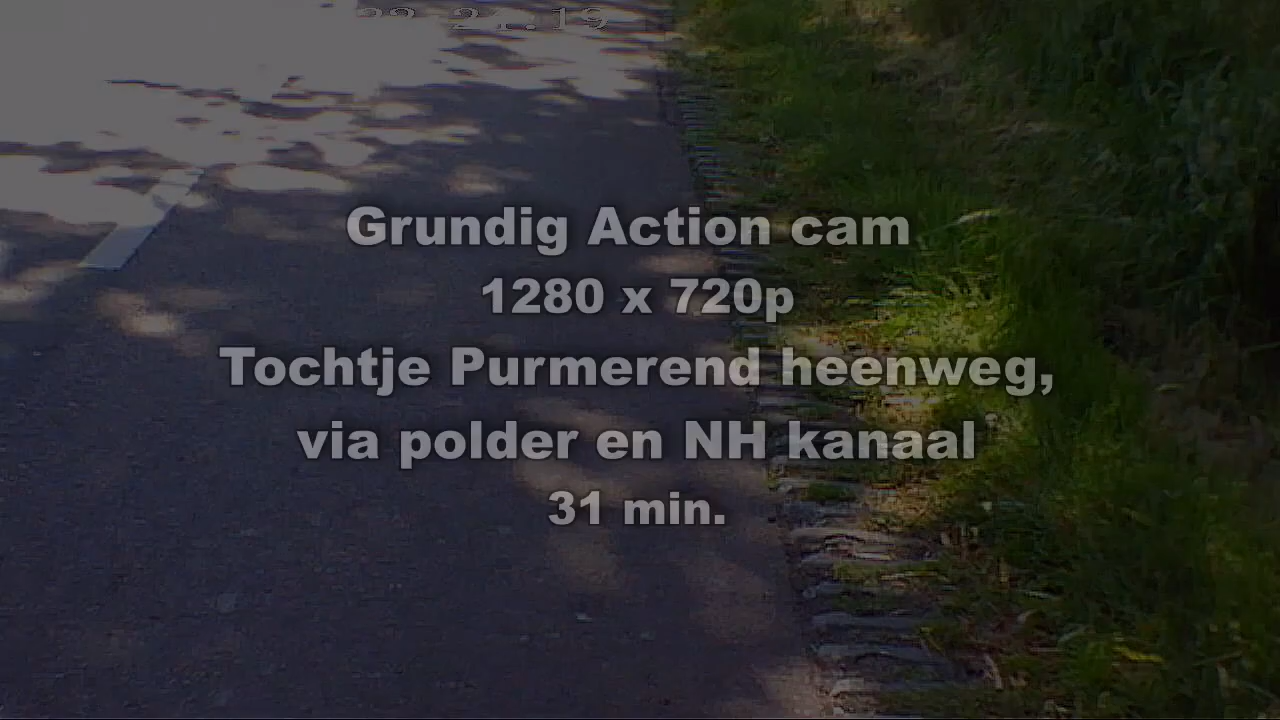 Grundig Action cam
1280 x 720p
Tochtje Purmerend heenweg,
via polder en NH kanaal
31 min.